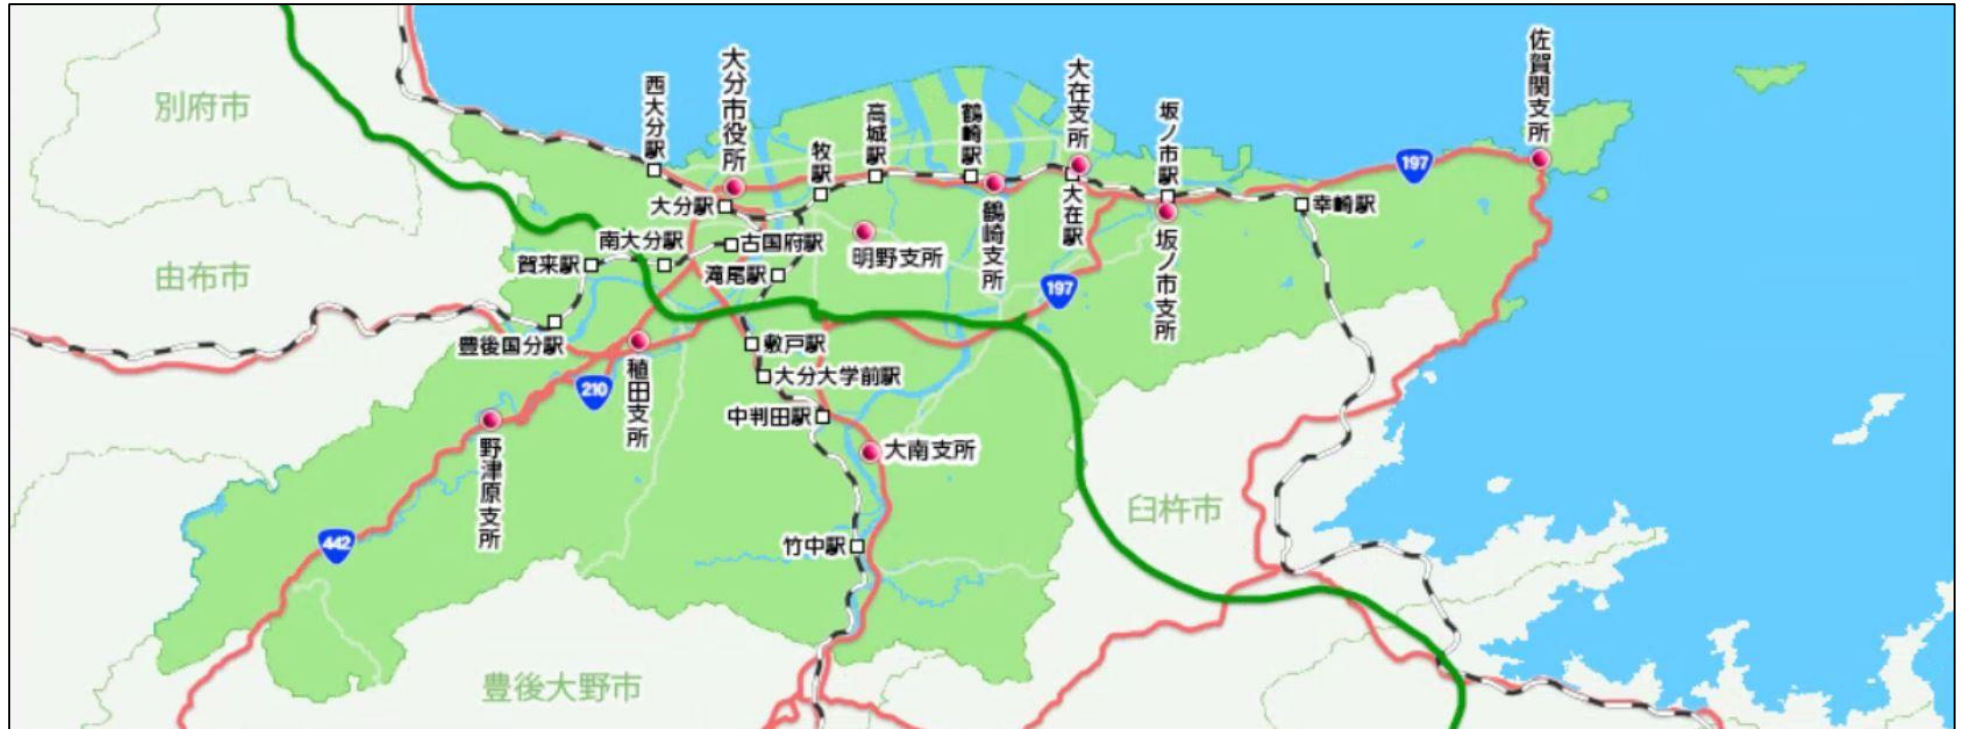 佐賀関支所
大分市役所
大在支所
西大分駅
高城駅
鶴崎駅
坂ノ市駅
別府市
牧駅
197
大分駅
大在駅
幸崎駅
鶴崎支所
南大分駅
古国府駅
明野支所
坂ノ市支所
賀来駅
滝尾駅
由布市
197
豊後国分駅
敷戸駅
稙田支所
大分大学前駅
210
中判田駅
野津原支所
大南支所
臼杵市
442
竹中駅
豊後大野市